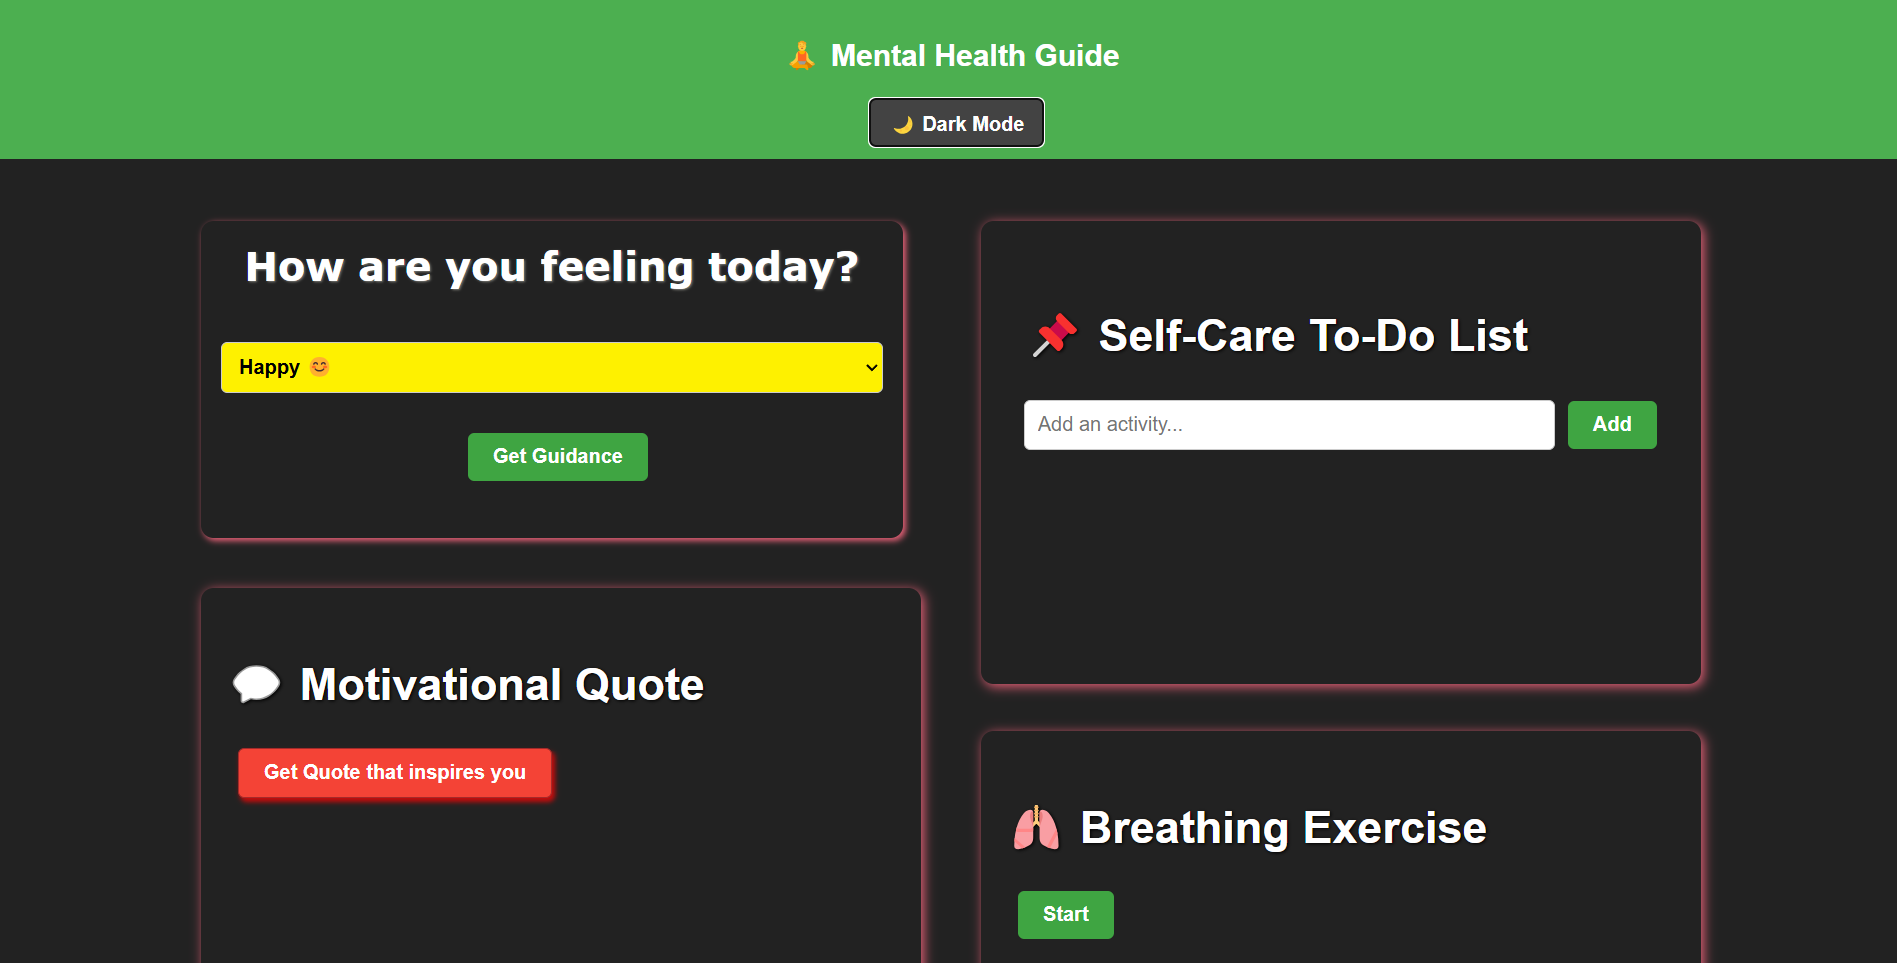 🧘 Mental Health Guide
🌙 Dark Mode
How are you feeling today?
Happy 😊
Get Guidance
📌 Self-Care To-Do List
Add an activity...
Add
💬 Motivational Quote
Get Quote that inspires you
🫁 Breathing Exercise
Start